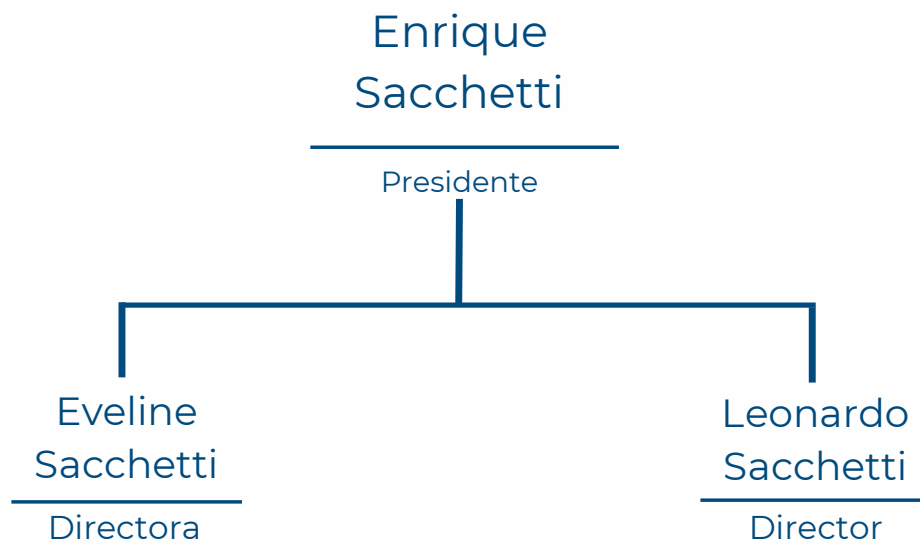 Enrique
Sacchetti
Presidente
Eveline
Sacchetti
Directora
Leonardo
Sacchetti
Director